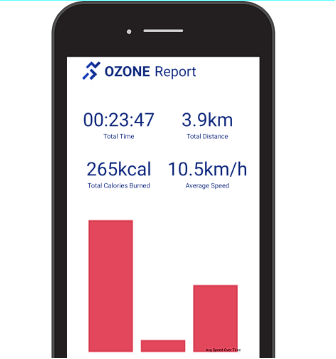 OZONE Report
00:23:47 3.9km
Total Time Total Distance
265kcal 10.5km/h
Total Calories Burned Average Speed
Avg Speed Over Time